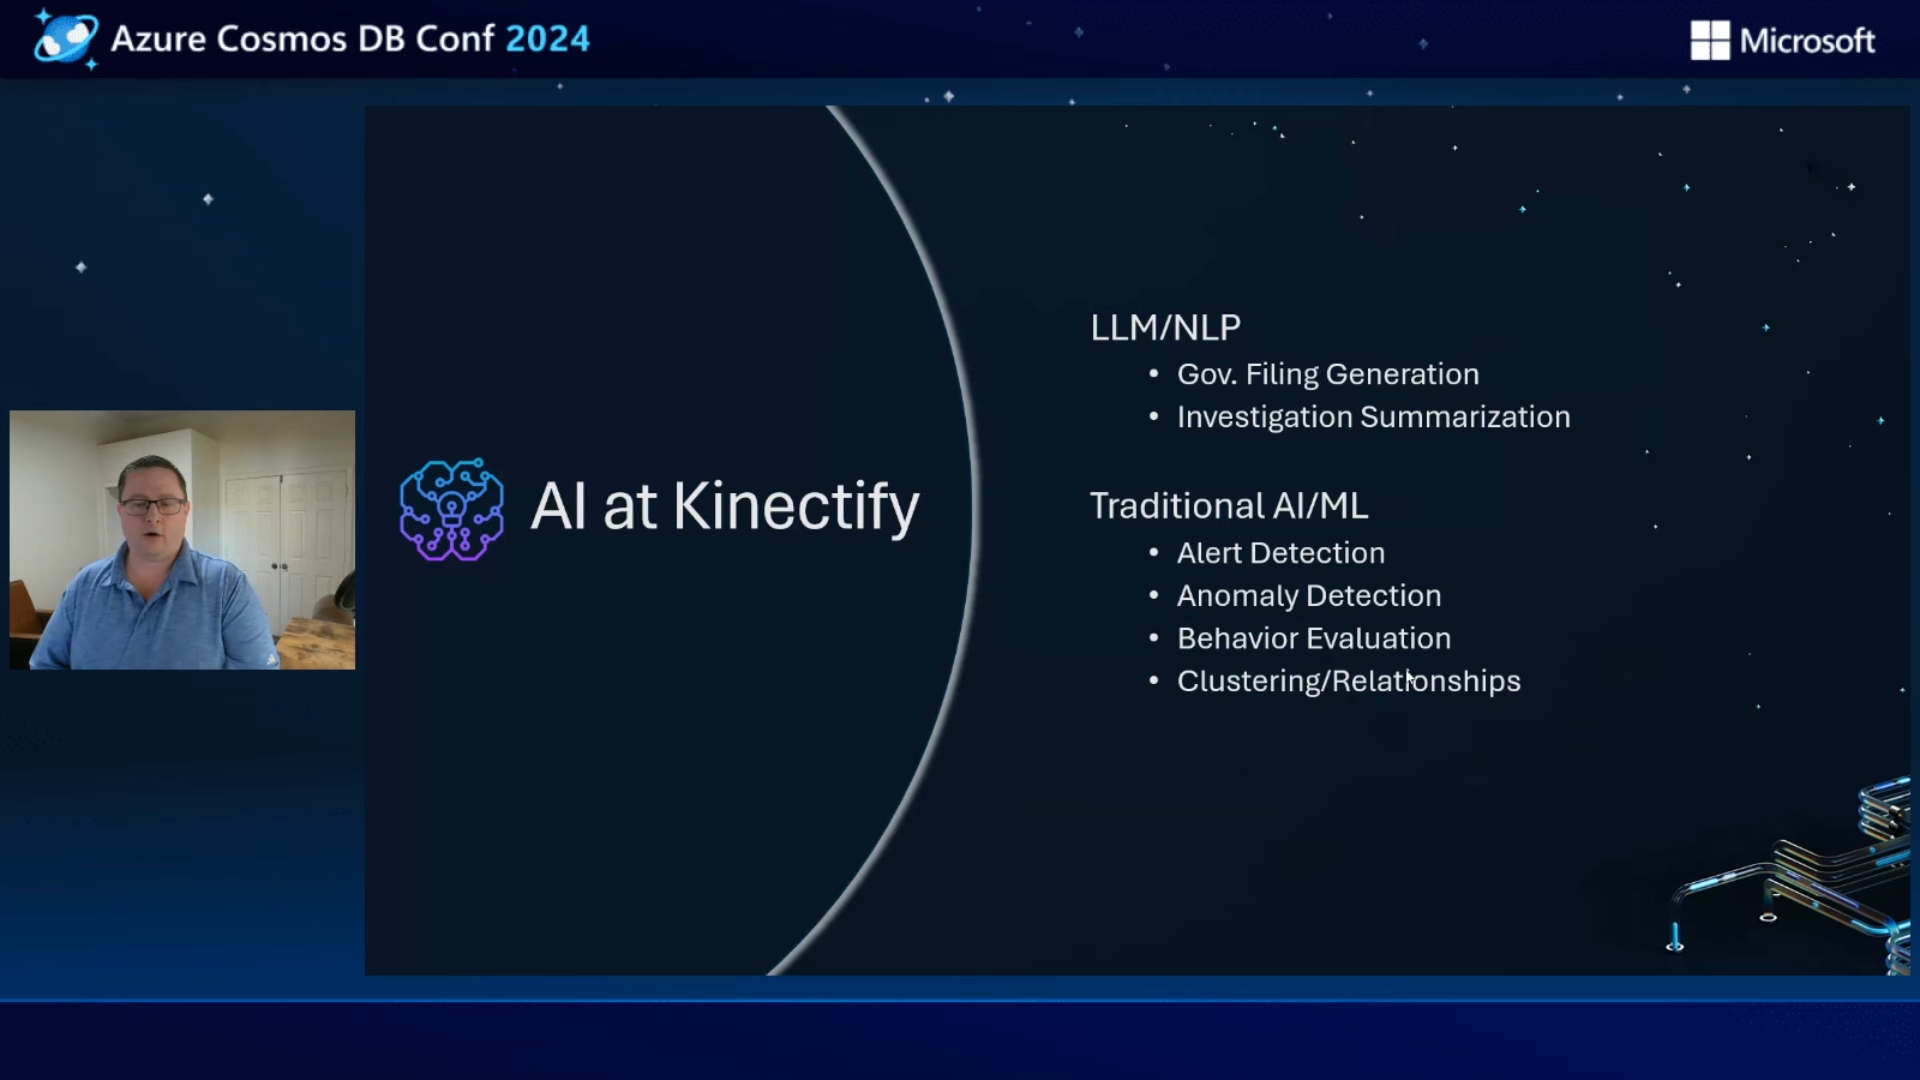 Azure Cosmos DB Conf 2024
Microsoft
AI at Kinectify
LLM/NLP
• Gov. Filing Generation
• Investigation Summarization
Traditional AI/ML
• Alert Detection
• Anomaly Detection
• Behavior Evaluation
• Clustering/Relationships